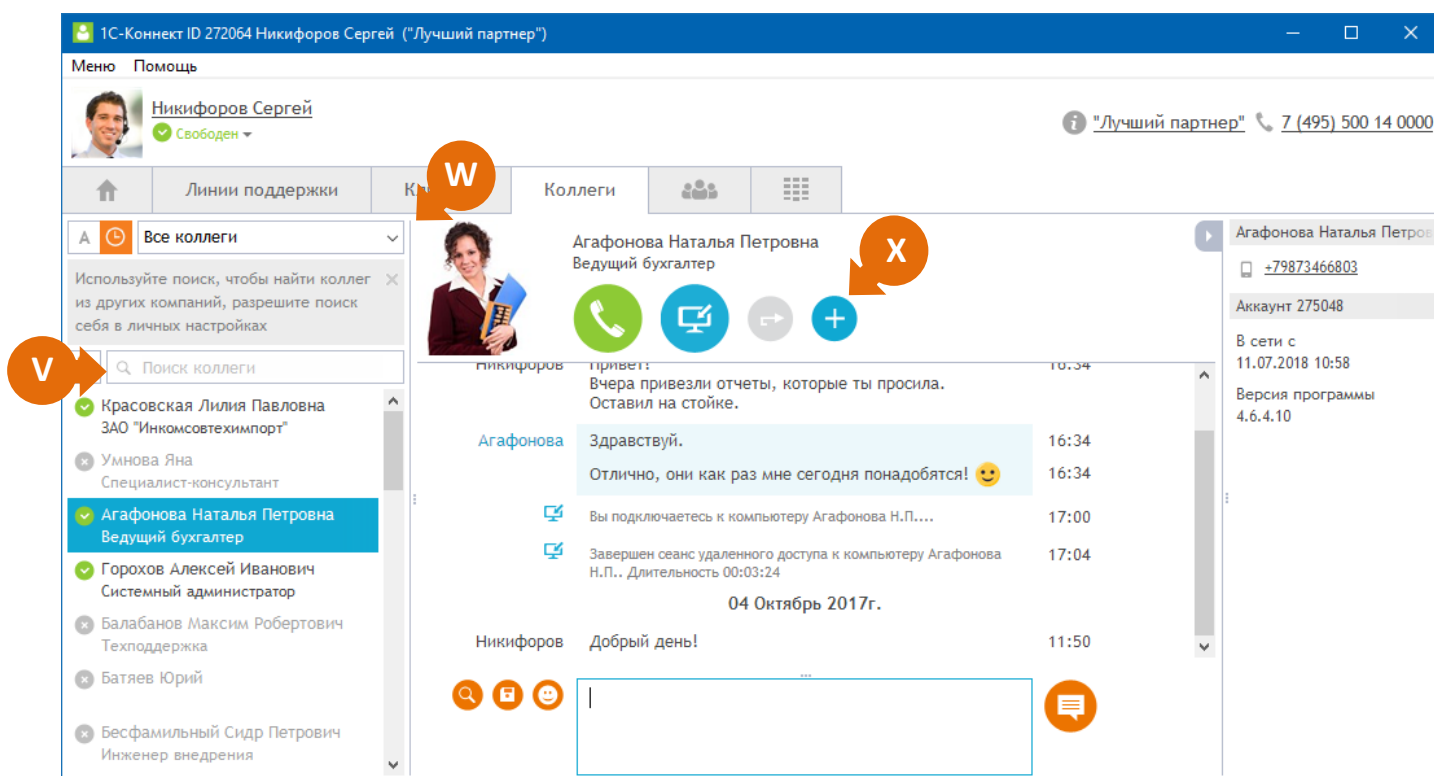 1С-Коннект ID 272064 Никифоров Сергей ("Лучший партнер")
Меню Помощь
Никифоров Сергей
Свободен
"Лучший партнер" 7 (495) 500 14 0000
Линии поддержки
Коллеги
W
A
Все коллеги
Используйте поиск, чтобы найти коллег
из других компаний, разрешите поиск
себя в личных настройках
V
Поиск коллеги
Красовская Лилия Павловна
ЗАО "Инкомсовтехимпорт"
Умнова Яна
Специалист-консультант
Агафонова Наталья Петровна
Ведущий бухгалтер
Горохов Алексей Иванович
Системный администратор
Балабанов Максим Робертович
Техподдержка
Батяев Юрий
Бесфамильный Сидр Петрович
Инженер внедрения
Агафонова Наталья Петровна
Ведущий бухгалтер
X
Никифоров Привет! 16:34
Вчера привезли отчеты, которые ты просила.
Оставил на стойке.
Агафонова Здравствуй. 16:34
Отлично, они как раз мне сегодня понадобятся! 16:34
Вы подключаетесь к компьютеру Агафонова Н.П.... 17:00
Завершен сеанс удаленного доступа к компьютеру Агафонова 17:04
Н.П.. Длительность 00:03:24
04 Октябрь 2017г.
Никифоров Добрый день! 11:50
Агафонова Наталья Петров
+79873466803
Аккаунт 275048
В сети с
11.07.2018 10:58
Версия программы
4.6.4.10